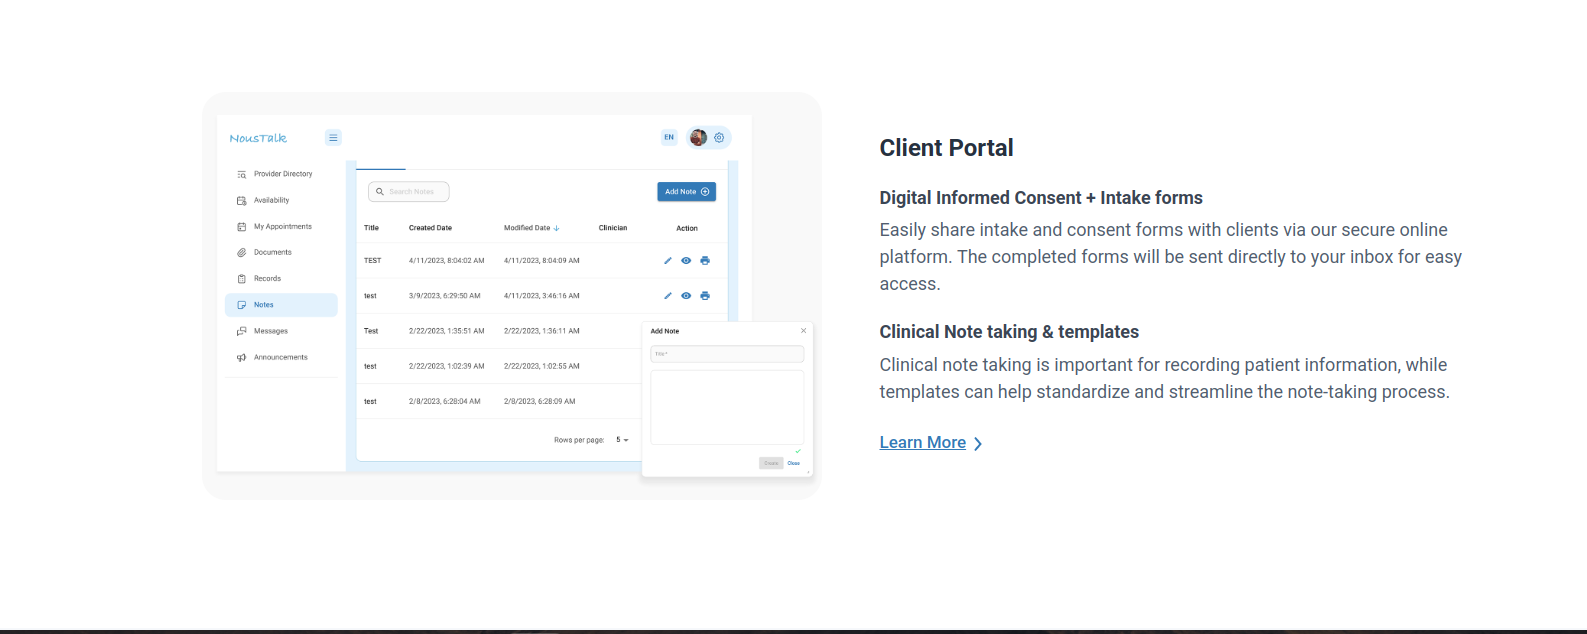 NousTalk
EN
Provider Directory
Availability
My Appointments
Documents
Records
Notes
Messages
Announcements
Search Notes
Add Note
Title Created Date Modified Date Clinician Action
TEST 4/11/2023, 8:04:02 AM 4/11/2023, 8:04:09 AM
test 3/9/2023, 6:29:50 AM 4/11/2023, 3:46:16 AM
Test 2/22/2023, 1:35:51 AM 2/22/2023, 1:36:11 AM
test 2/22/2023, 1:02:39 AM 2/22/2023, 1:02:55 AM
test 2/8/2023, 6:28:04 AM 2/8/2023, 6:28:09 AM
Rows per page: 5
Add Note
Title*
Create Close
Client Portal
Digital Informed Consent + Intake forms
Easily share intake and consent forms with clients via our secure online
platform. The completed forms will be sent directly to your inbox for easy
access.
Clinical Note taking & templates
Clinical note taking is important for recording patient information, while
templates can help standardize and streamline the note-taking process.
Learn More